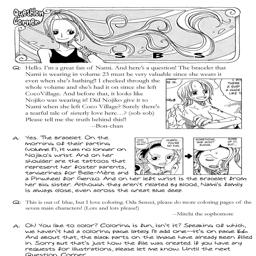 Question
Corner
SBS
Q: Hello. I'm a great fan of Nami. And here's a question! The bracelet that
Nami is wearing in volume 23 must be very valuable since she wears it
even when she's bathing!! I checked through the
whole volume and she's had it on since she left
Coco Village. And before that, it looks like
Nojiko was wearing it! Did Nojiko give it to
Nami when she left Coco Village? Surely there's
a tearful tale of sisterly love here...? (sob sob)
Please tell me the truth behind this!!
--Bon-chan
A: Yes. The bracelet. On the
morning of their parting
(volume 11), it was no longer on
Nojiko's wrist. And on her
shoulder are the tattoos that
represent her foster parents,
tangerines for Belle-Mère and
a pinwheel for Genzo. And on her left wrist is the bracelet from
her big sister. Although they aren't related by blood, Nami's family
is always close, even across the great blue deep.
Q: This is out of blue, but I love coloring. Oda Sensei, please do more coloring pages of the
seven main characters! (Lots and lots please!)
--Mitchi the sophomore
A: Oh! You like to color? Coloring is fun, isn't it? Speaking of which,
we haven't had a coloring page lately. I'll add one--it's on page 186.
And about that, the black parts on the image have already been filled
in. Sorry but that's just how the file was created. If you have any
requests for illustrations, please let me know. Until the next
Question Corner.